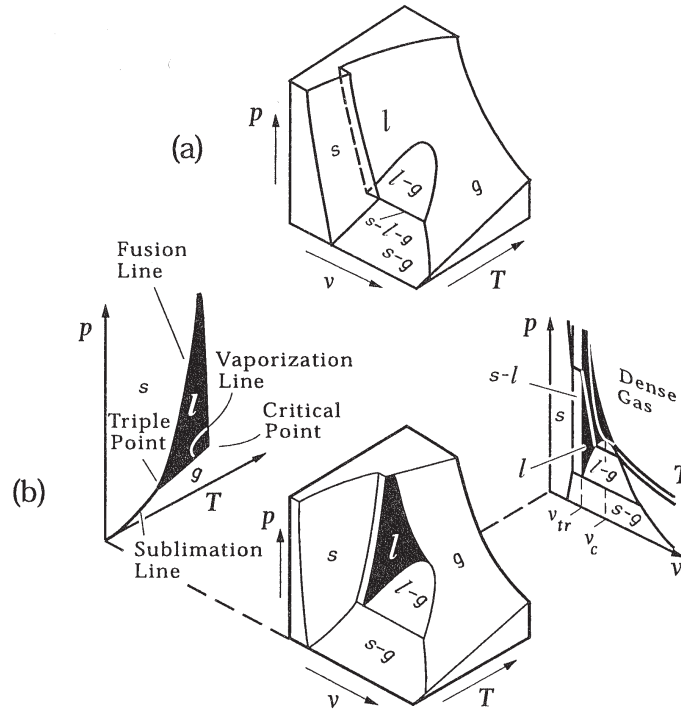 (a)
p
s
l
l-g
g
s-l-g
s-g
v
T
(b)
Fusion
Line
p
s
l
Vaporization
Line
Triple
Point
Critical
Point
g
T
Sublimation
Line
p
s
l
g
l-g
s-g
v
T
p
s-l
s
Dense
Gas
l
l-g
T
s-g
v_tr
v_c
v